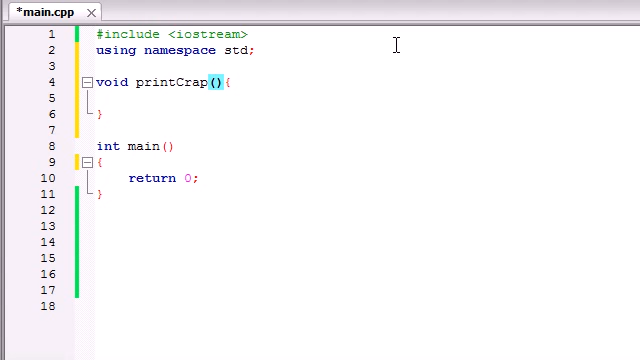 *main.cpp
1 #include <iostream>
2 using namespace std;
3
4 void printCrap(){
5
6 }
7
8 int main()
9 {
10 return 0;
11 }
12
13
14
15
16
17
18